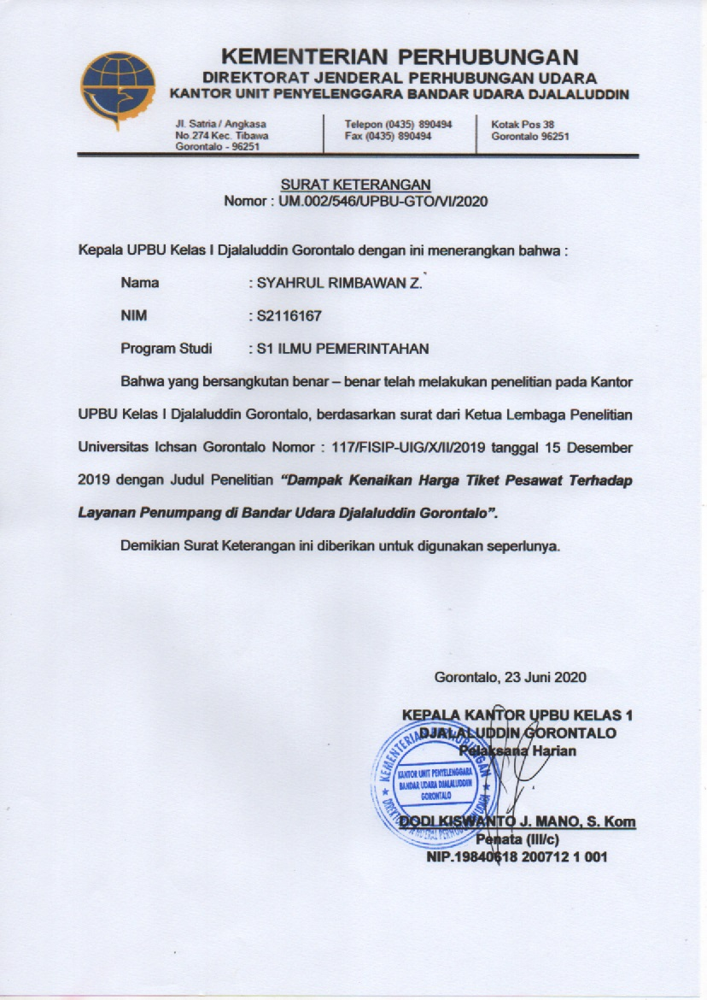 KEMENTERIAN PERHUBUNGAN
DIREKTORAT JENDERAL PERHUBUNGAN UDARA
KANTOR UNIT PENYELENGGARA BANDAR UDARA DJALALUDDIN
Jl. Satria / Angkasa
No.274 Kec. Tibawa
Gorontalo - 96251
Telepon (0435) 890494
Fax (0435) 890494
Kotak Pos 38
Gorontalo 96251
SURAT KETERANGAN
Nomor : UM.002/546/UPBU-GTO/VI/2020
Kepala UPBU Kelas I Djalaluddin Gorontalo dengan ini menerangkan bahwa :
Nama : SYAHRUL RIMBAWAN Z.
NIM : S2116167
Program Studi : S1 ILMU PEMERINTAHAN
Bahwa yang bersangkutan benar – benar telah melakukan penelitian pada Kantor
UPBU Kelas I Djalaluddin Gorontalo, berdasarkan surat dari Ketua Lembaga Penelitian
Universitas Ichsan Gorontalo Nomor : 117/FISIP-UIG/X/II/2019 tanggal 15 Desember
2019 dengan Judul Penelitian “Dampak Kenaikan Harga Tiket Pesawat Terhadap
Layanan Penumpang di Bandar Udara Djalaluddin Gorontalo”.
Demikian Surat Keterangan ini diberikan untuk digunakan seperlunya.
Gorontalo, 23 Juni 2020
KEPALA KANTOR UPBU KELAS 1
DJALALUDDIN GORONTALO
Pelaksana Harian
KEMENTERIAN PERHUBUNGAN
KANTOR UNIT PENYELENGGARA
BANDAR UDARA DJALALUDDIN
GORONTALO
DIREKTORAT JENDERAL PERHUBUNGAN UDARA
DODI KISWANTO J. MANO, S. Kom
Penata (III/c)
NIP.19840618 200712 1 001